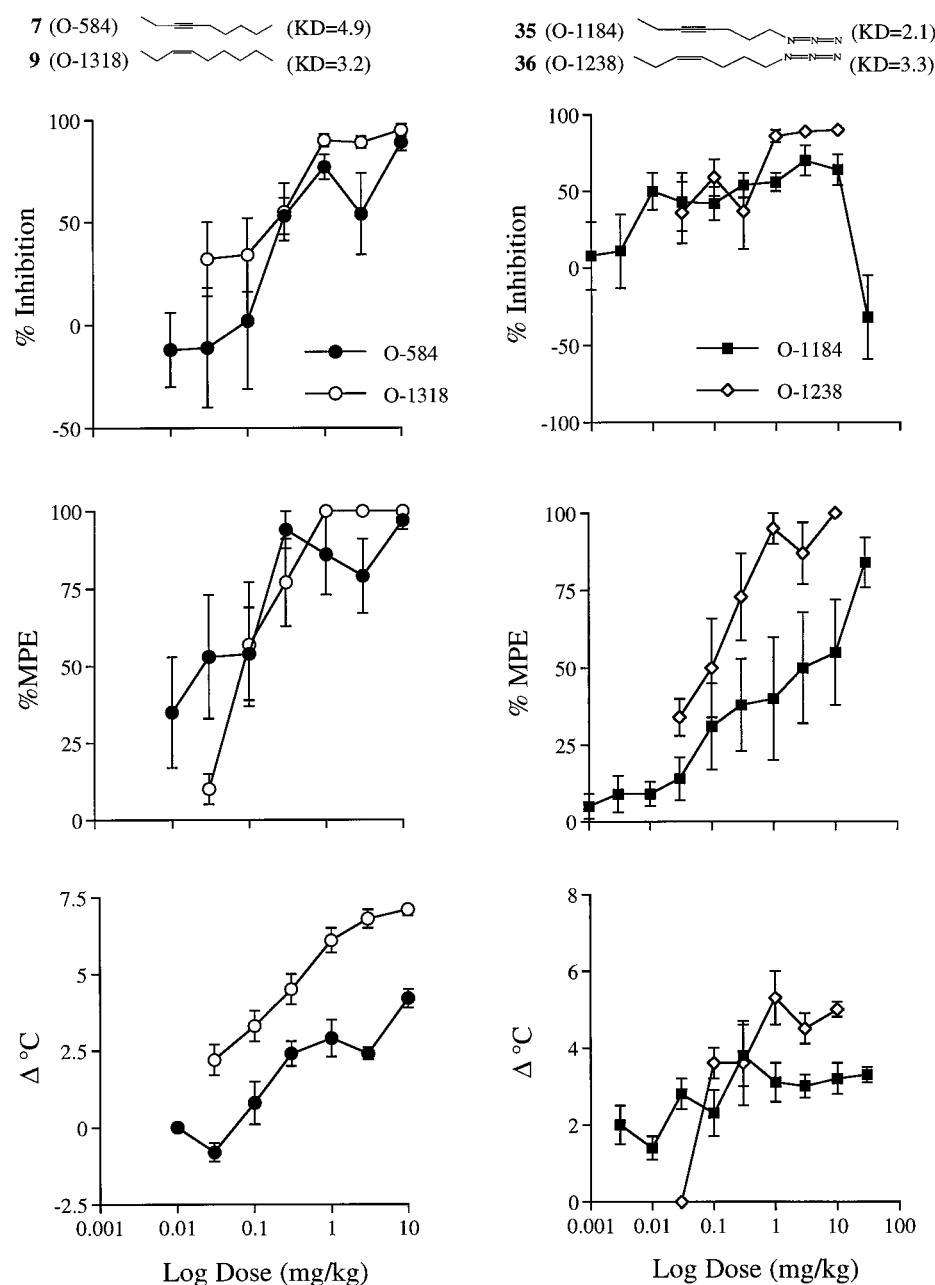 7 (O-584) (KD=4.9)
9 (O-1318) (KD=3.2)
35 (O-1184) N N N (KD=2.1)
36 (O-1238) N N N (KD=3.3)
100
50
0
-50
% Inhibition
O-584
O-1318
100
50
0
-50
-100
% Inhibition
O-1184
O-1238
100
75
50
25
0
%MPE
100
75
50
25
0
% MPE
7.5
5
2.5
0
-2.5
Δ °C
0.001 0.01 0.1 1 10
Log Dose (mg/kg)
8
6
4
2
0
Δ °C
0.001 0.01 0.1 1 10 100
Log Dose (mg/kg)